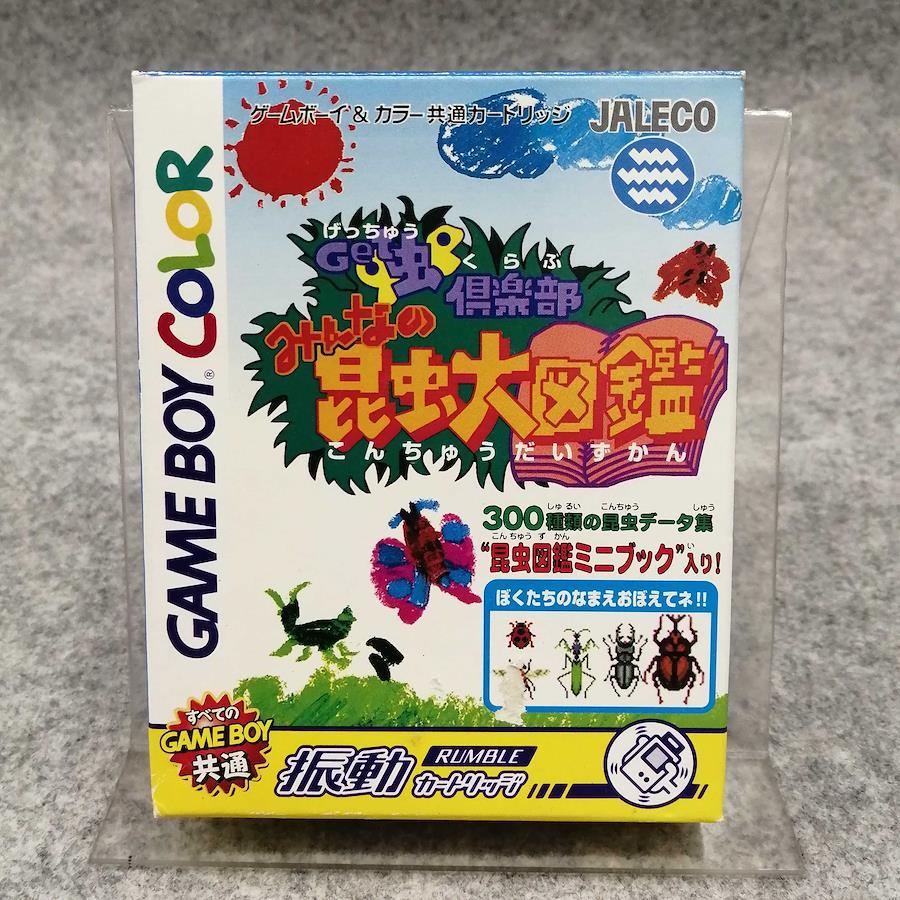 ゲームボーイ & カラー共通カートリッジ
JALECO
GAME BOY COLOR
®
げっちゅう
Get虫
くらぶ
倶楽部
みんなの
昆虫大図鑑
こんちゅうだいずかん
しゅるい こんちゅう しゅう
300種類の昆虫データ集
こんちゅうずかん い
“昆虫図鑑ミニブック”入り!
ぼくたちのなまえおぼえてネ!!
すべての
GAME BOY
共通
振動
RUMBLE
カートリッジ